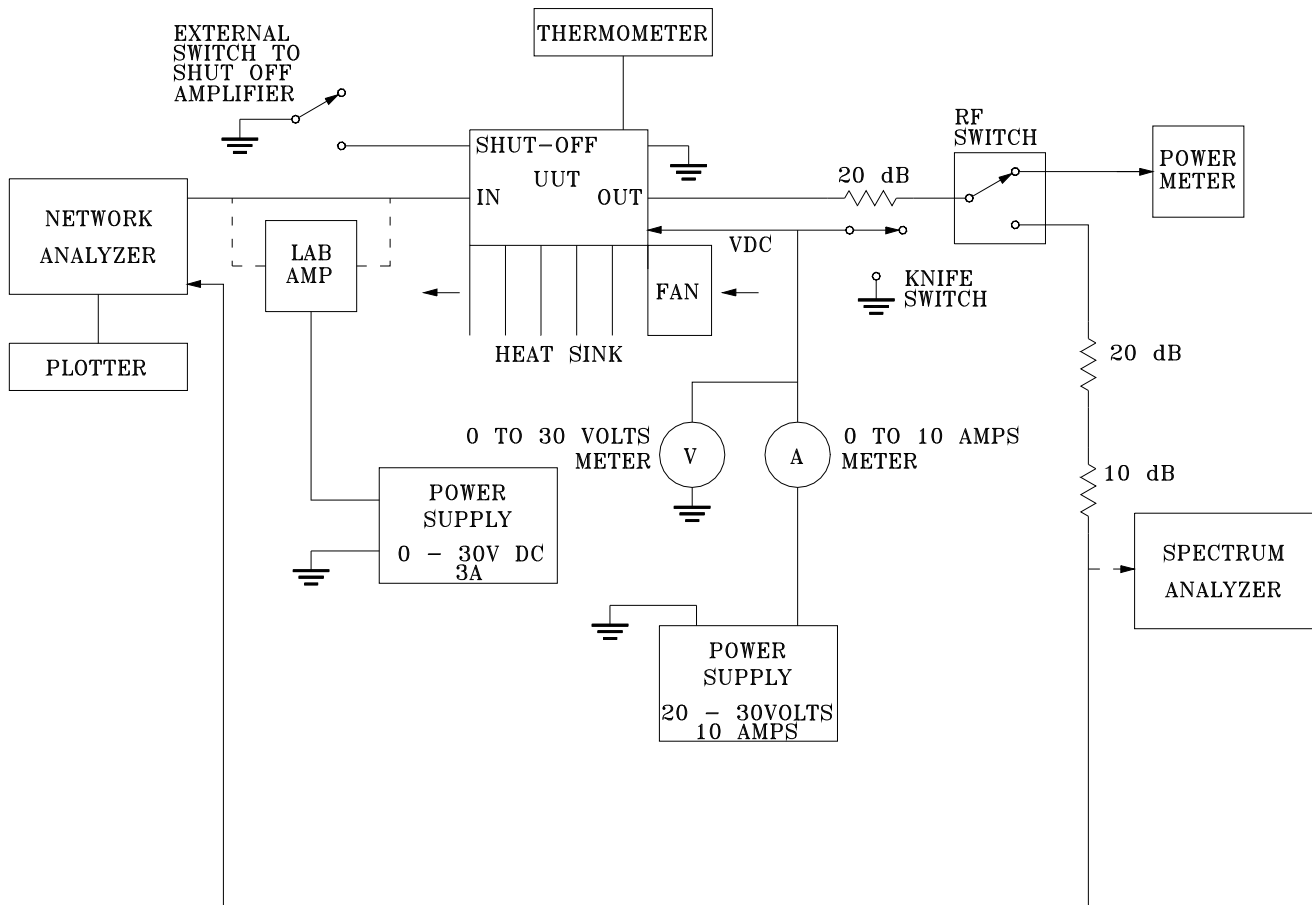 EXTERNAL
SWITCH TO
SHUT OFF
AMPLIFIER
THERMOMETER
SHUT-OFF
UUT
IN
OUT
20 dB
RF
SWITCH
POWER
METER
NETWORK
ANALYZER
LAB
AMP
VDC
FAN
KNIFE
SWITCH
PLOTTER
HEAT SINK
20 dB
0 TO 30 VOLTS
METER
V
A
0 TO 10 AMPS
METER
10 dB
POWER
SUPPLY
0 - 30V DC
3A
SPECTRUM
ANALYZER
POWER
SUPPLY
20 - 30VOLTS
10 AMPS